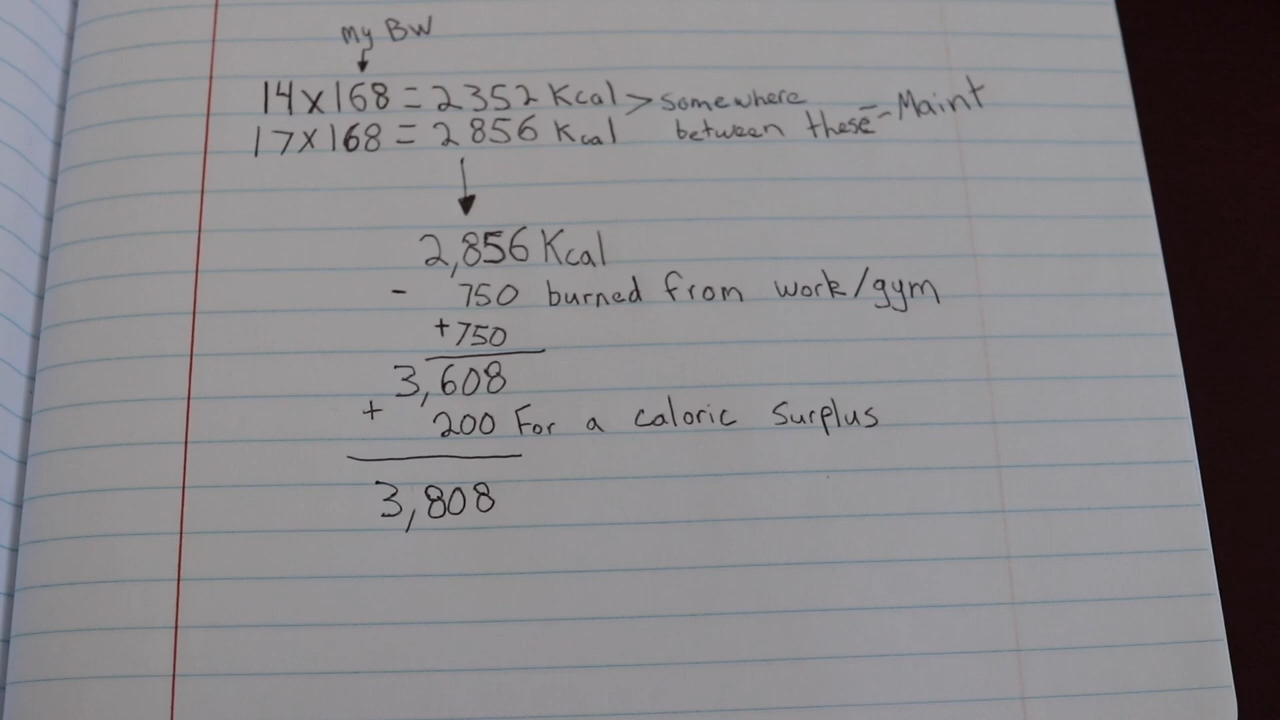 my BW
14x168 = 2352 Kcal > somewhere
17x168 = 2856 Kcal between these - Maint
2,856 Kcal
- 750 burned from work/gym
+750
3,608
+ 200 For a caloric surplus
3,808